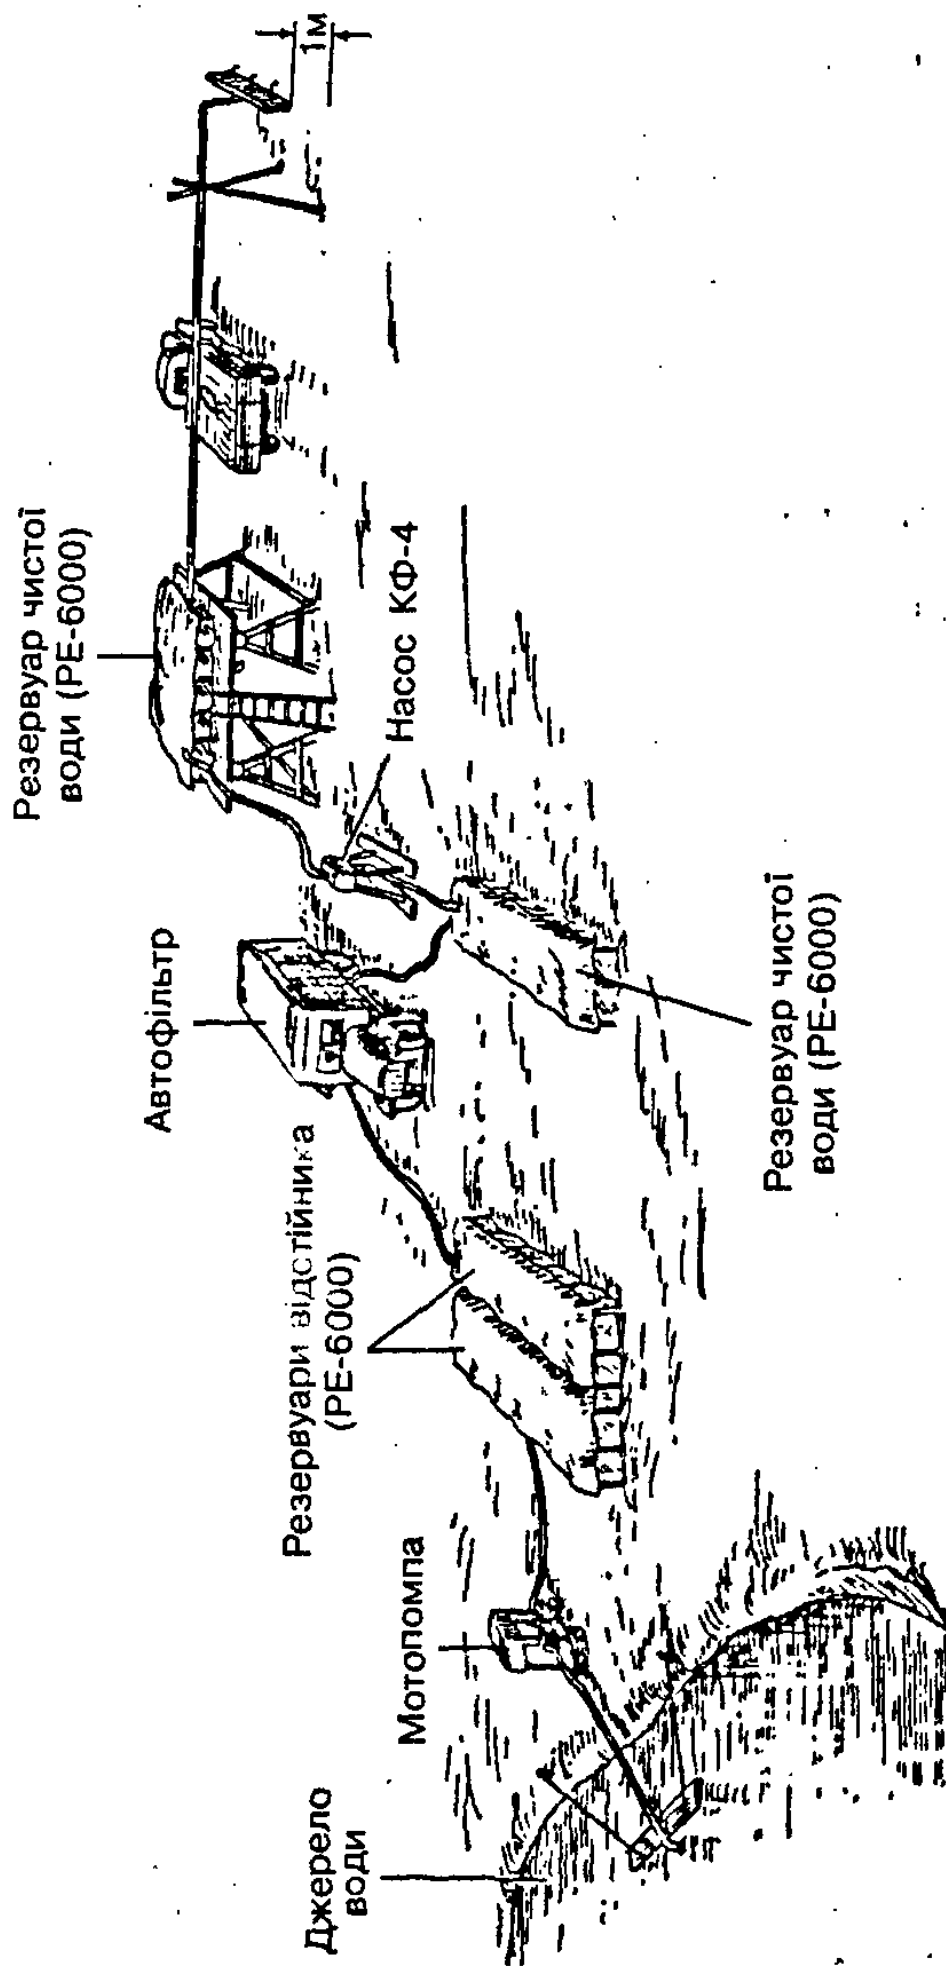 Джерело
води
Мотопомпа
Резервуари відстійника
(РЕ-6000)
Автофільтр
Резервуар чистої
води (РЕ-6000)
Насос КФ-4
Резервуар чистої
води (РЕ-6000)
1м